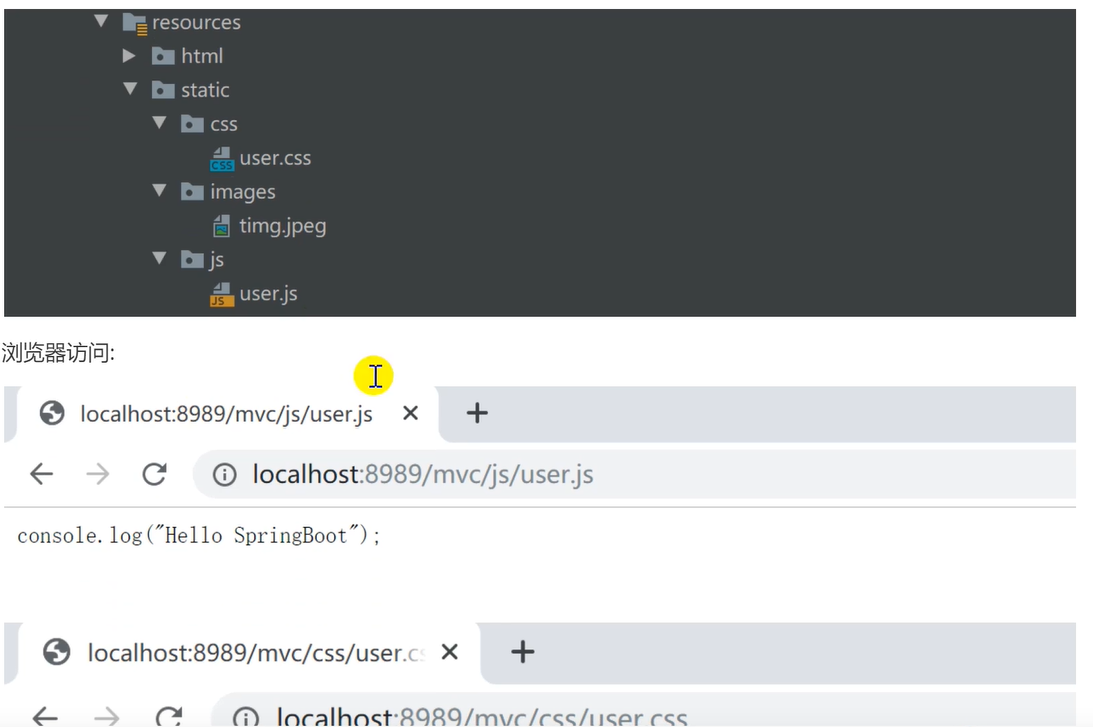 resources
html
static
css
user.css
images
timg.jpeg
js
user.js
浏览器访问:
localhost:8989/mvc/js/user.js
localhost:8989/mvc/js/user.js
console.log("Hello SpringBoot");
localhost:8989/mvc/css/user.cs
localhost:8989/mvc/css/user.css